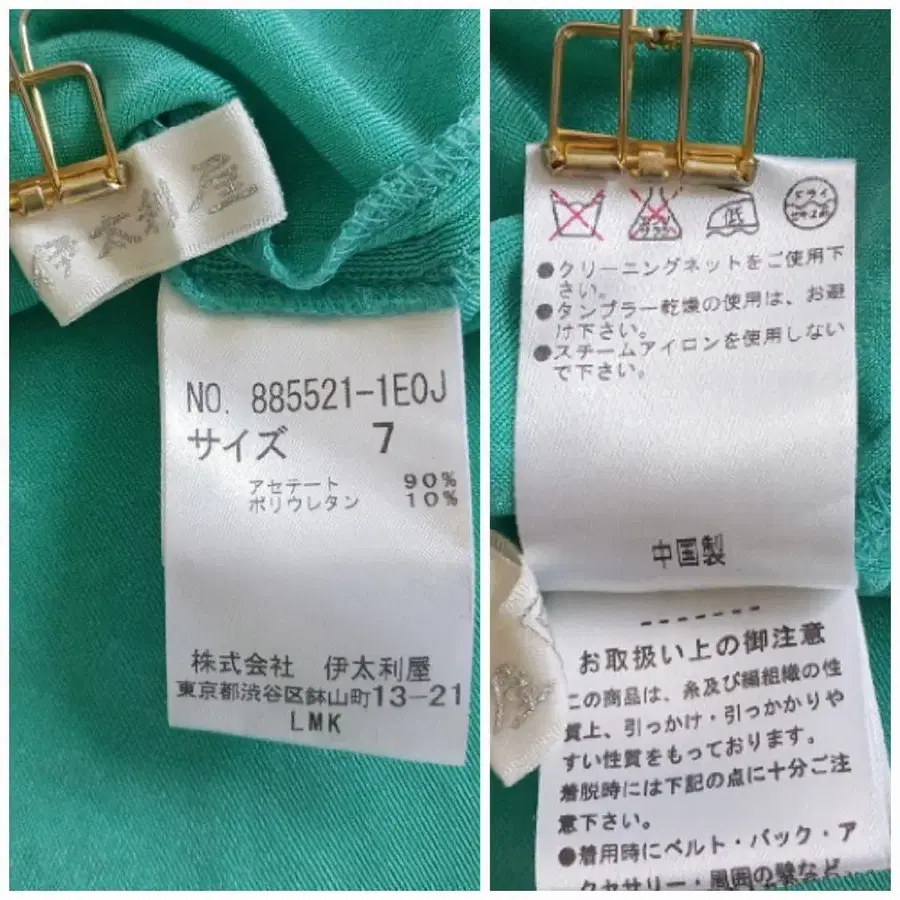 伊太利屋
NO. 885521-1E0J
サイズ 7
アセテート 90%
ポリウレタン 10%
株式会社 伊太利屋
東京都渋谷区鉢山町13-21
LMK
低
ドライ
セキユ系
●クリーニングネットをご使用下
さい。
●タンブラー乾燥の使用は、お避
け下さい。
●スチームアイロンを使用しない
で下さい。
中国製
お取扱い上の御注意
この商品は、糸及び編組織の性
質上、引っかけ・引っかかりや
すい性質をもっております。
着脱時には下記の点に十分ご注
意下さい。
●着用時にベルト・バック・ア
クセサリー・周囲の壁など